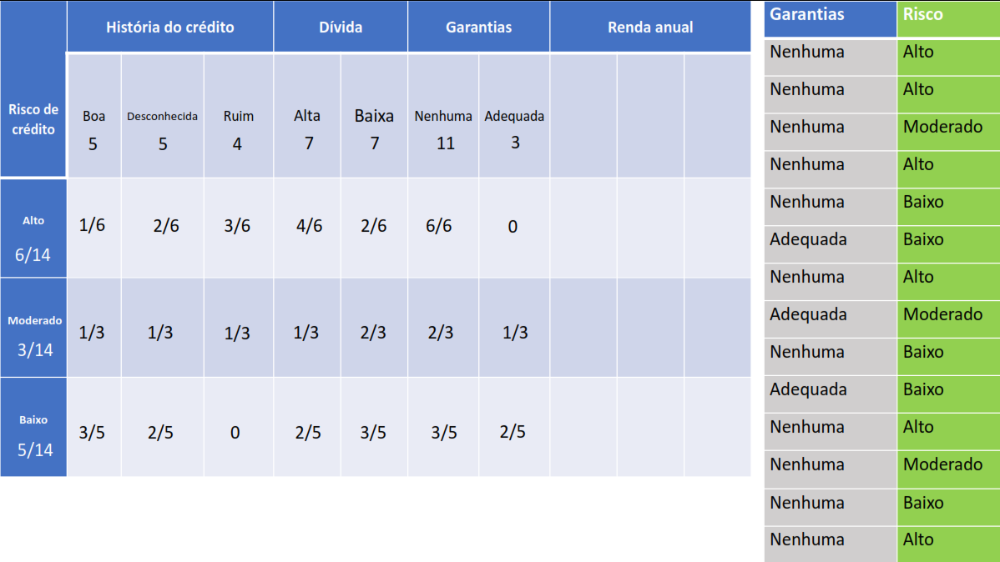 História do crédito Dívida Garantias Renda anual
Risco de crédito
Boa Desconhecida Ruim Alta Baixa Nenhuma Adequada
5 5 4 7 7 11 3
Alto
6/14
1/6 2/6 3/6 4/6 2/6 6/6 0
Moderado
3/14
1/3 1/3 1/3 1/3 2/3 2/3 1/3
Baixo
5/14
3/5 2/5 0 2/5 3/5 3/5 2/5
Garantias Risco
Nenhuma Alto
Nenhuma Alto
Nenhuma Moderado
Nenhuma Alto
Nenhuma Baixo
Adequada Baixo
Nenhuma Alto
Adequada Moderado
Nenhuma Baixo
Adequada Baixo
Nenhuma Alto
Nenhuma Moderado
Nenhuma Baixo
Nenhuma Alto